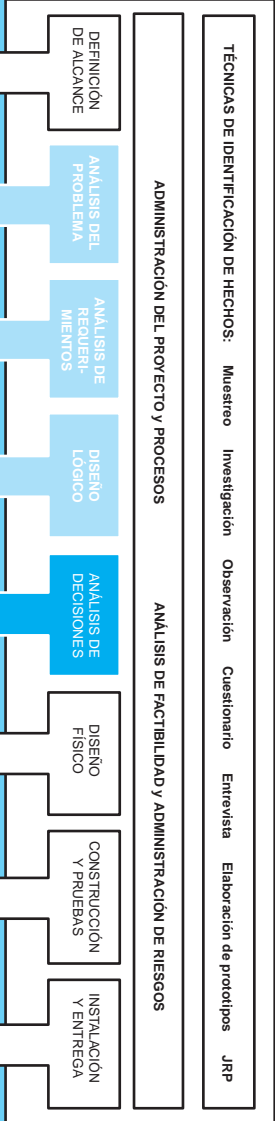 TÉCNICAS DE IDENTIFICACIÓN DE HECHOS: Muestreo Investigación Observación Cuestionario Entrevista Elaboración de prototipos JRP
ADMINISTRACIÓN DEL PROYECTO y PROCESOS ANÁLISIS DE FACTIBILIDAD y ADMINISTRACIÓN DE RIESGOS
DEFINICIÓN
DE ALCANCE
ANÁLISIS DEL
PROBLEMA
ANÁLISIS DE
REQUERI-
MIENTOS
DISEÑO
LÓGICO
ANÁLISIS DE
DECISIONES
DISEÑO
FÍSICO
CONSTRUCCIÓN
Y PRUEBAS
INSTALACIÓN
Y ENTREGA